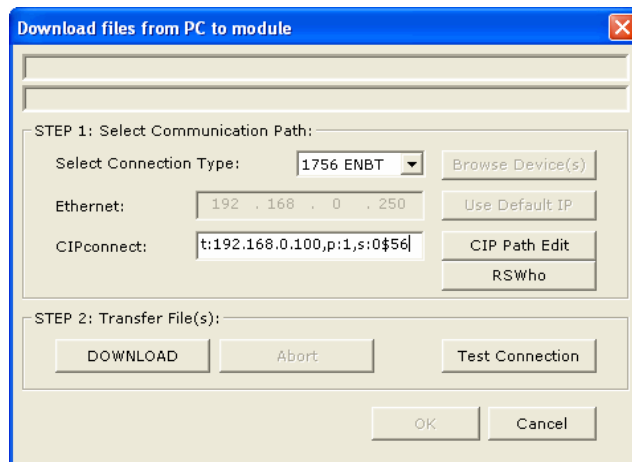 Download files from PC to module
STEP 1: Select Communication Path:
Select Connection Type: 1756 ENBT Browse Device(s)
Ethernet: 192 . 168 . 0 . 250 Use Default IP
CIPconnect: t:192.168.0.100,p:1,s:0$56 CIP Path Edit
RSWho
STEP 2: Transfer File(s):
DOWNLOAD Abort Test Connection
OK Cancel